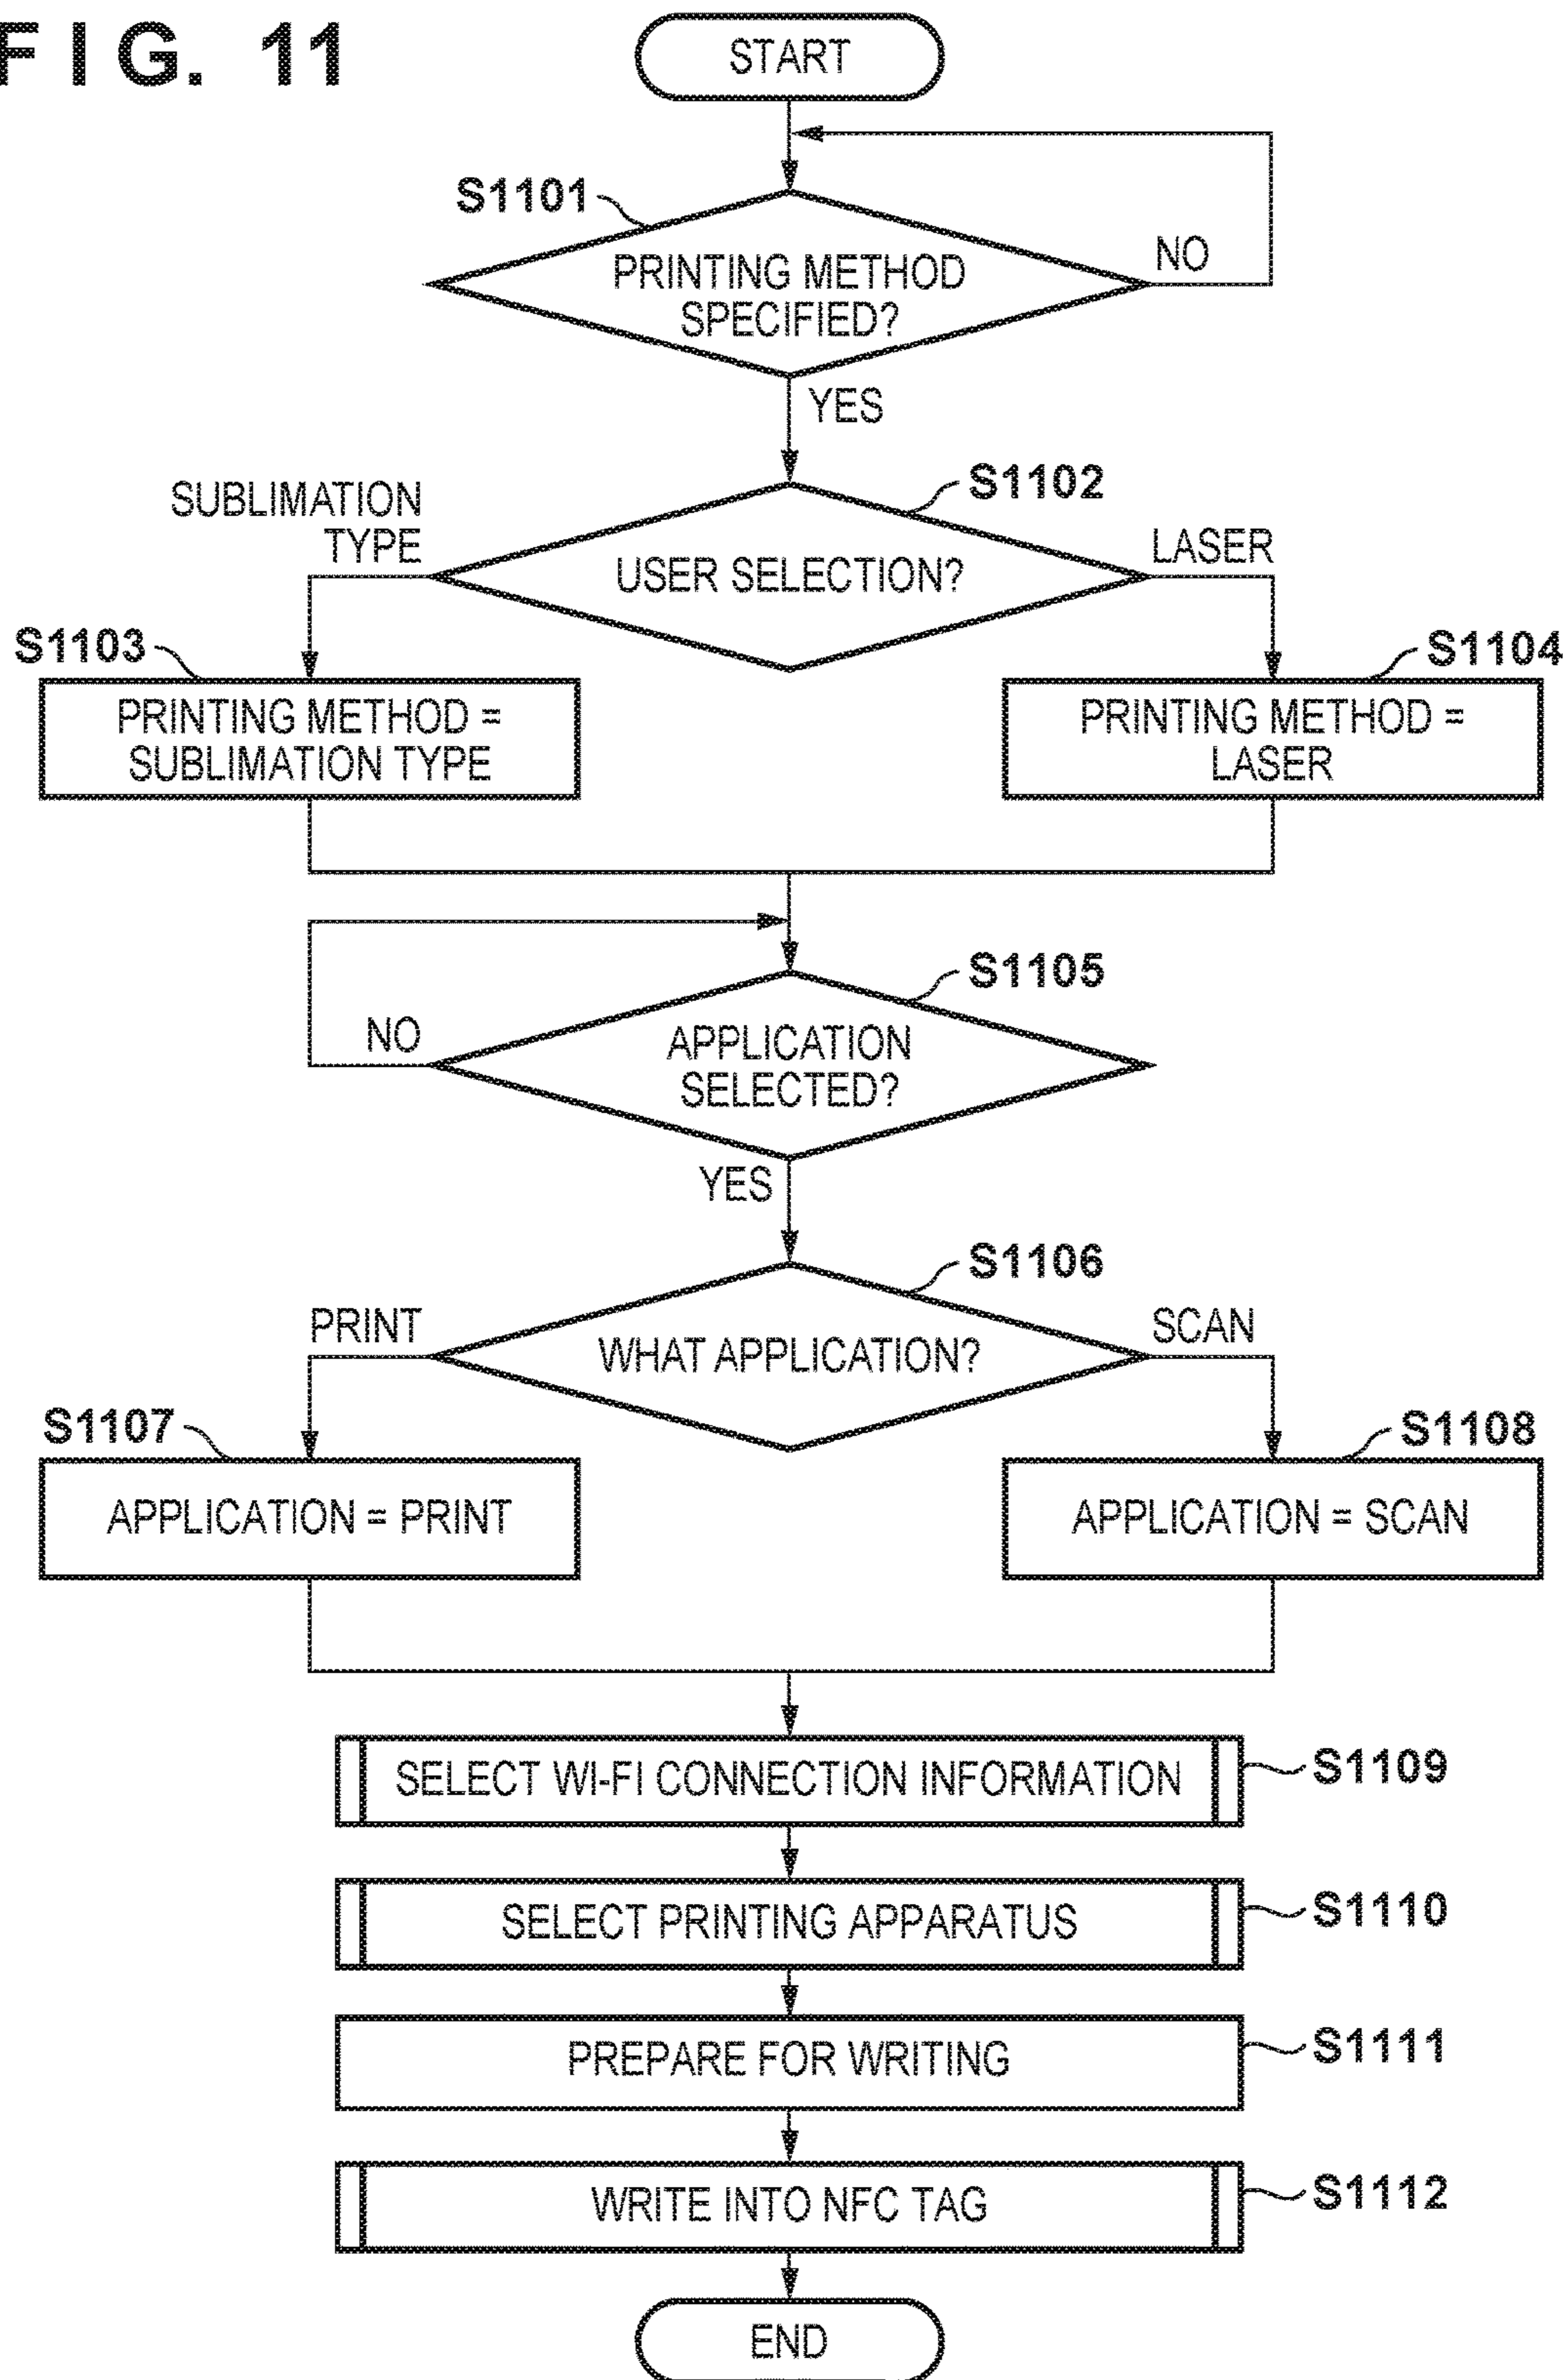 FIG. 11
START
S1101
PRINTING METHOD
SPECIFIED?
NO
YES
S1102
SUBLIMATION
TYPE
USER SELECTION?
LASER
S1103
PRINTING METHOD =
SUBLIMATION TYPE
S1104
PRINTING METHOD =
LASER
S1105
NO
APPLICATION
SELECTED?
YES
S1106
PRINT
WHAT APPLICATION?
SCAN
S1107
APPLICATION = PRINT
S1108
APPLICATION = SCAN
SELECT WI-FI CONNECTION INFORMATION
S1109
SELECT PRINTING APPARATUS
S1110
PREPARE FOR WRITING
S1111
WRITE INTO NFC TAG
S1112
END